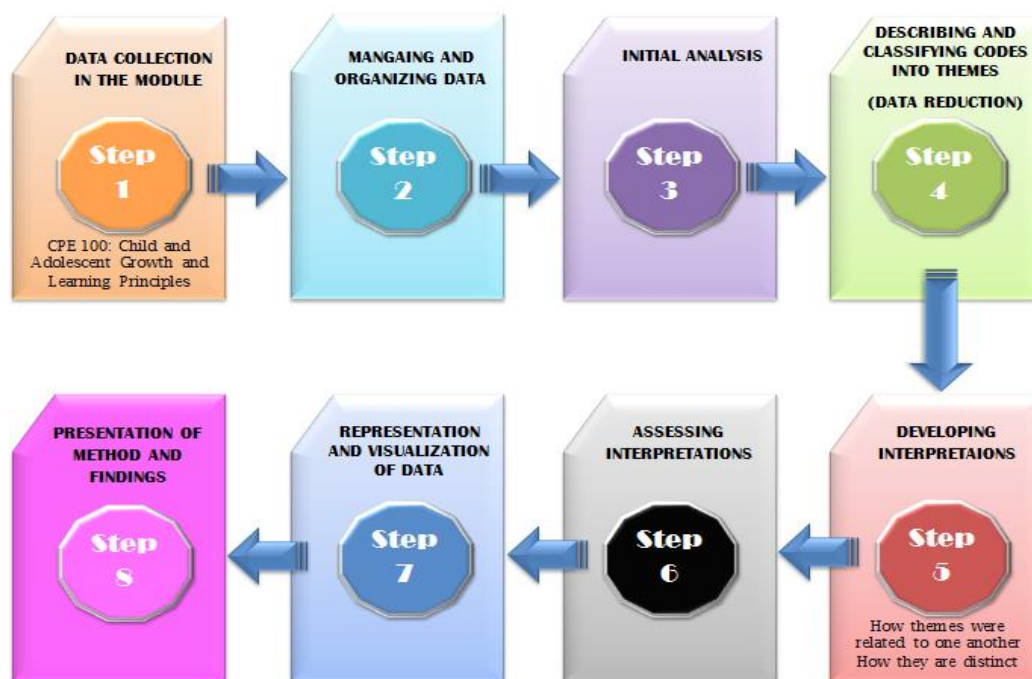 DATA COLLECTION
IN THE MODULE
Step
1
CPE 100: Child and
Adolescent Growth and
Learning Principles
MANGAING AND
ORGANIZING DATA
Step
2
INITIAL ANALYSIS
Step
3
DESCRIBING AND
CLASSIFYING CODES
INTO THEMES
(DATA REDUCTION)
Step
4
DEVELOPING
INTERPRETAIONS
Step
5
How themes were
related to one another
How they are distinct
ASSESSING
INTERPRETATIONS
Step
6
REPRESENTATION
AND VISUALIZATION
OF DATA
Step
7
PRESENTATION OF
METHOD AND
FINDINGS
Step
8